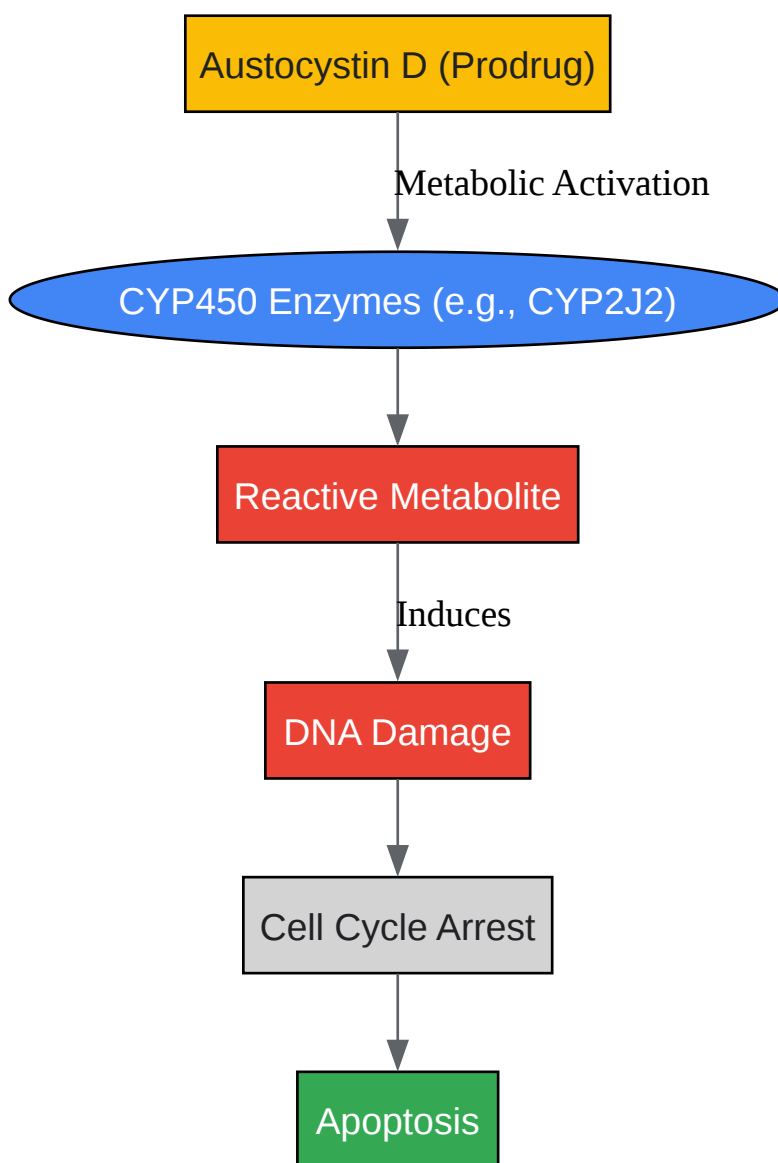 Austocystin D (Prodrug)
Metabolic Activation
CYP450 Enzymes (e.g., CYP2J2)
Reactive Metabolite
Induces
DNA Damage
Cell Cycle Arrest
Apoptosis